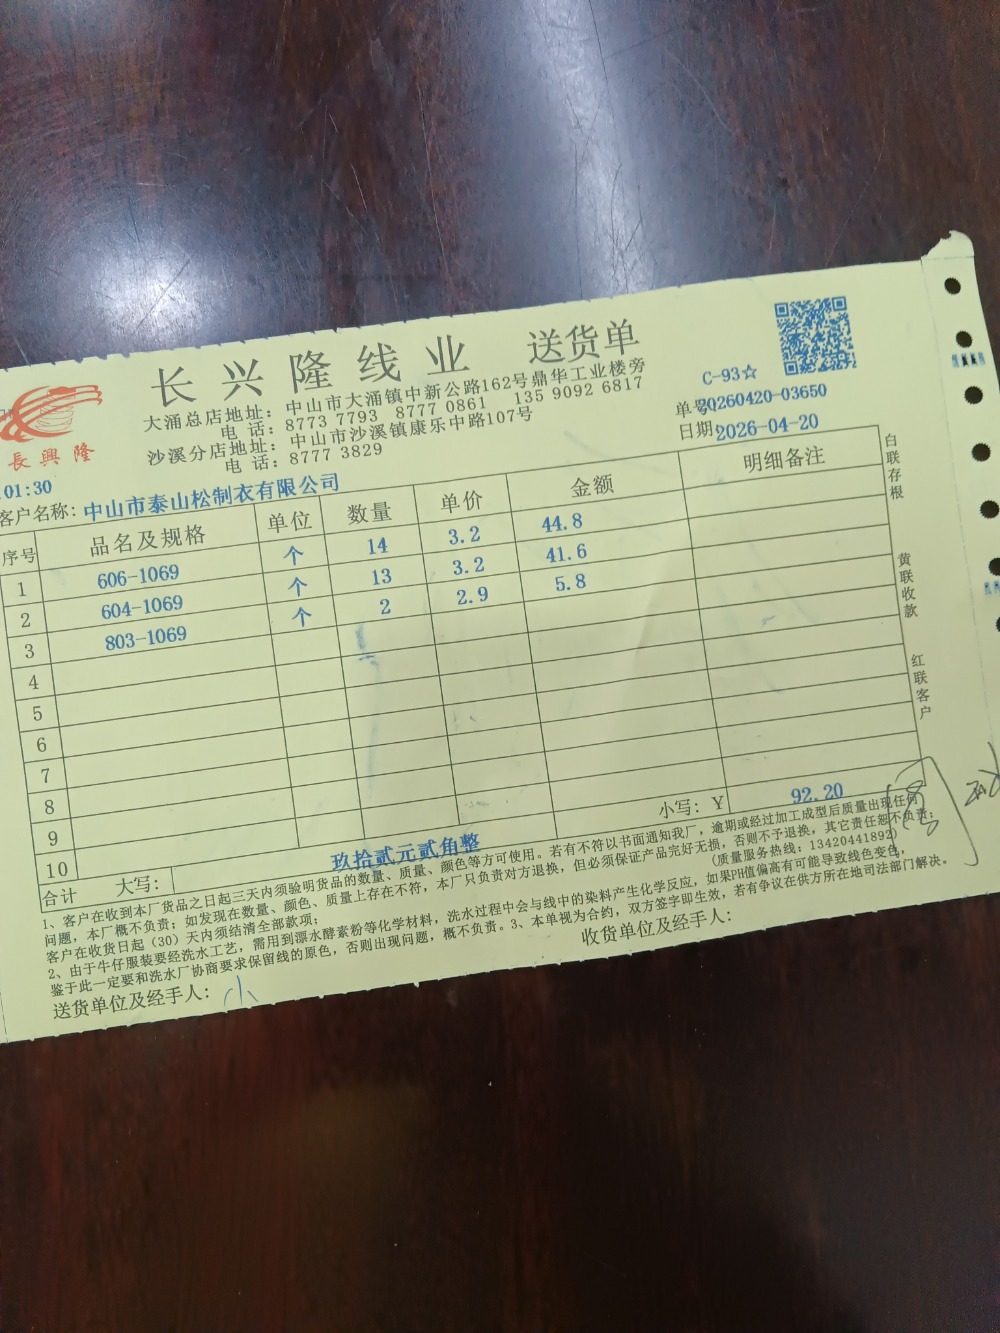 长兴隆线业 送货单
大涌总店地址：中山市大涌镇中新公路162号鼎华工业楼旁
电 话：8773 7793 8777 0861 135 9092 6817
沙溪分店地址：中山市沙溪镇康乐中路107号
电 话：8777 3829
長興隆
C-93☆
单号 260420-03650
日期: 2026-04-20
01:30
客户名称: 中山市泰山松制衣有限公司
序号 品名及规格 单位 数量 单价 金额 明细备注
1 606-1069 个 14 3.2 44.8
2 604-1069 个 13 3.2 41.6
3 803-1069 个 2 2.9 5.8
4
5
6
7
8
9
10
合计 大写: 玖拾贰元贰角整 小写: ￥ 92.20
白联存根
黄联收款
红联客户
1、客户在收到本厂货品之日起三天内须验明货品的数量、质量、颜色等方可使用。若有不符以书面通知我厂，逾期或经过加工成型后质量出现任何
问题，本厂概不负责；如发现在数量、颜色、质量上存在不符，本厂只负责对方退换，但必须保证产品完好无损，否则不予退换，其它责任恕不负责；
客户在收货日起（30）天内须结清全部款项； (质量服务热线: 13420441892)
2、由于牛仔服装要经洗水工艺，需用到漂水酵素粉等化学材料，洗水过程中会与线中的染料产生化学反应，如果PH值偏高有可能导致线色变色，
鉴于此一定要和洗水厂协商要求保留线的原色，否则出现问题，概不负责。3、本单视为合约，双方签字即生效，若有争议在供方所在地司法部门解决。
送货单位及经手人: 收货单位及经手人: